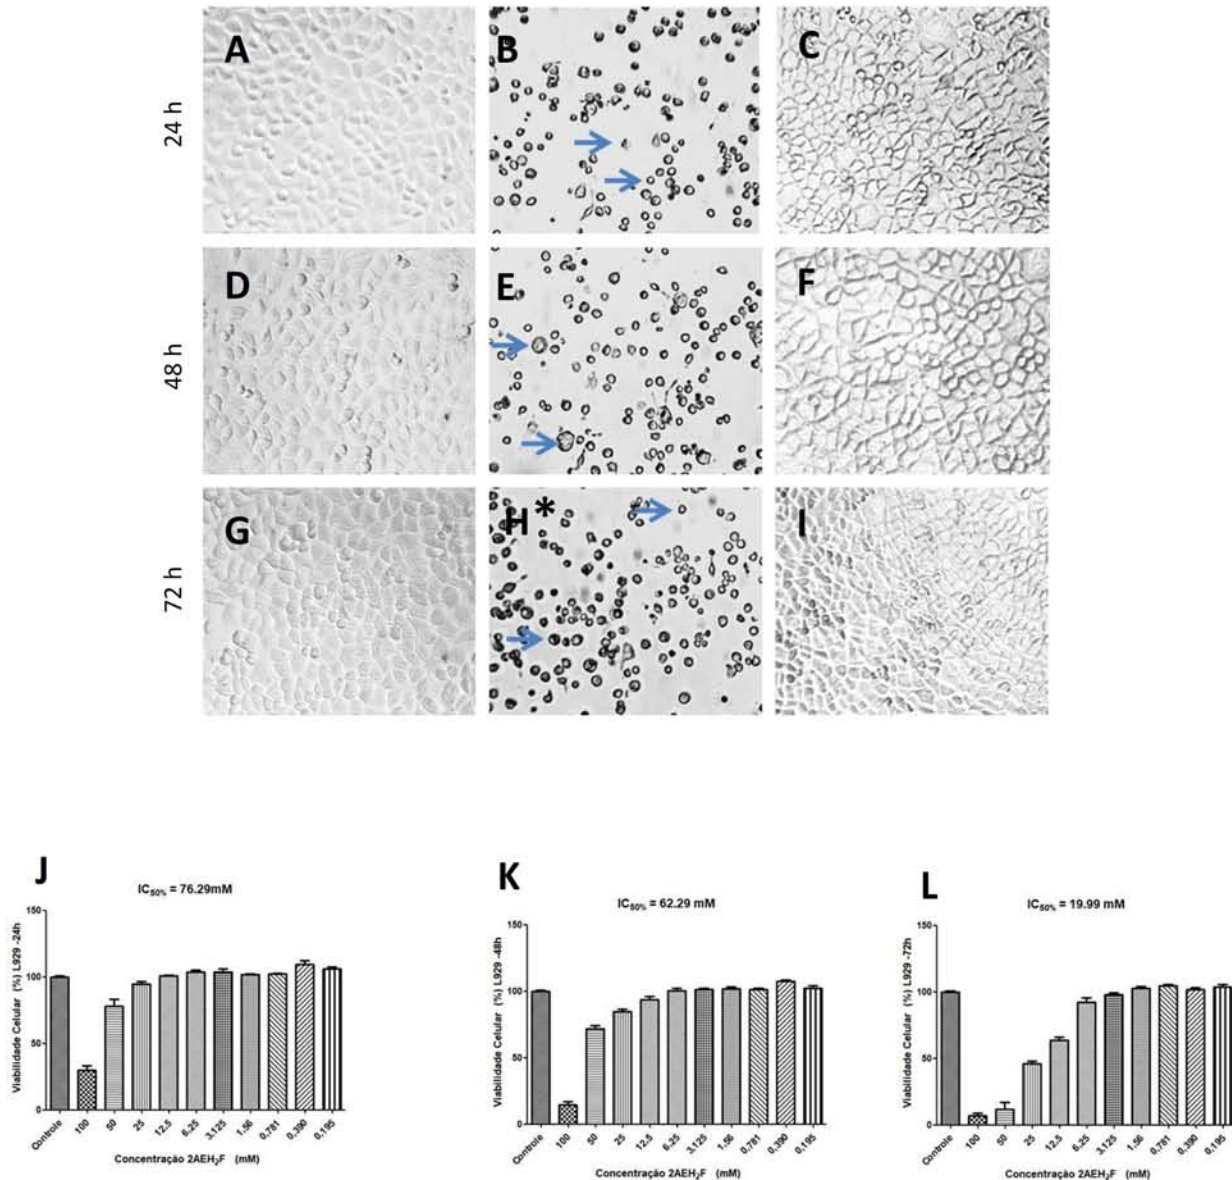 A
B
C
24 h
D
E
F
48 h
G
H *
I
72 h
J
IC50% = 76.29mM
Viabilidade Celular (%) L929 -24h
150
100
50
0
Controle 100 50 25 12.5 6.25 3.125 1.56 0,781 0,390 0,195
Concentração 2AEH₂F (mM)
K
IC50% = 62.29 mM
Viabilidade Celular (%) L929 -48h
150
100
50
0
Controle 100 50 25 12.5 6.25 3.125 1.56 0,781 0,390 0,195
Concentração 2AEH₂F (mM)
L
IC50% = 19.99 mM
Viabilidade Celular (%) L929 -72h
150
100
50
0
Controle 100 50 25 12.5 6.25 3.125 1.56 0,781 0,390 0,195
Concentração 2AEH₂F (mM)